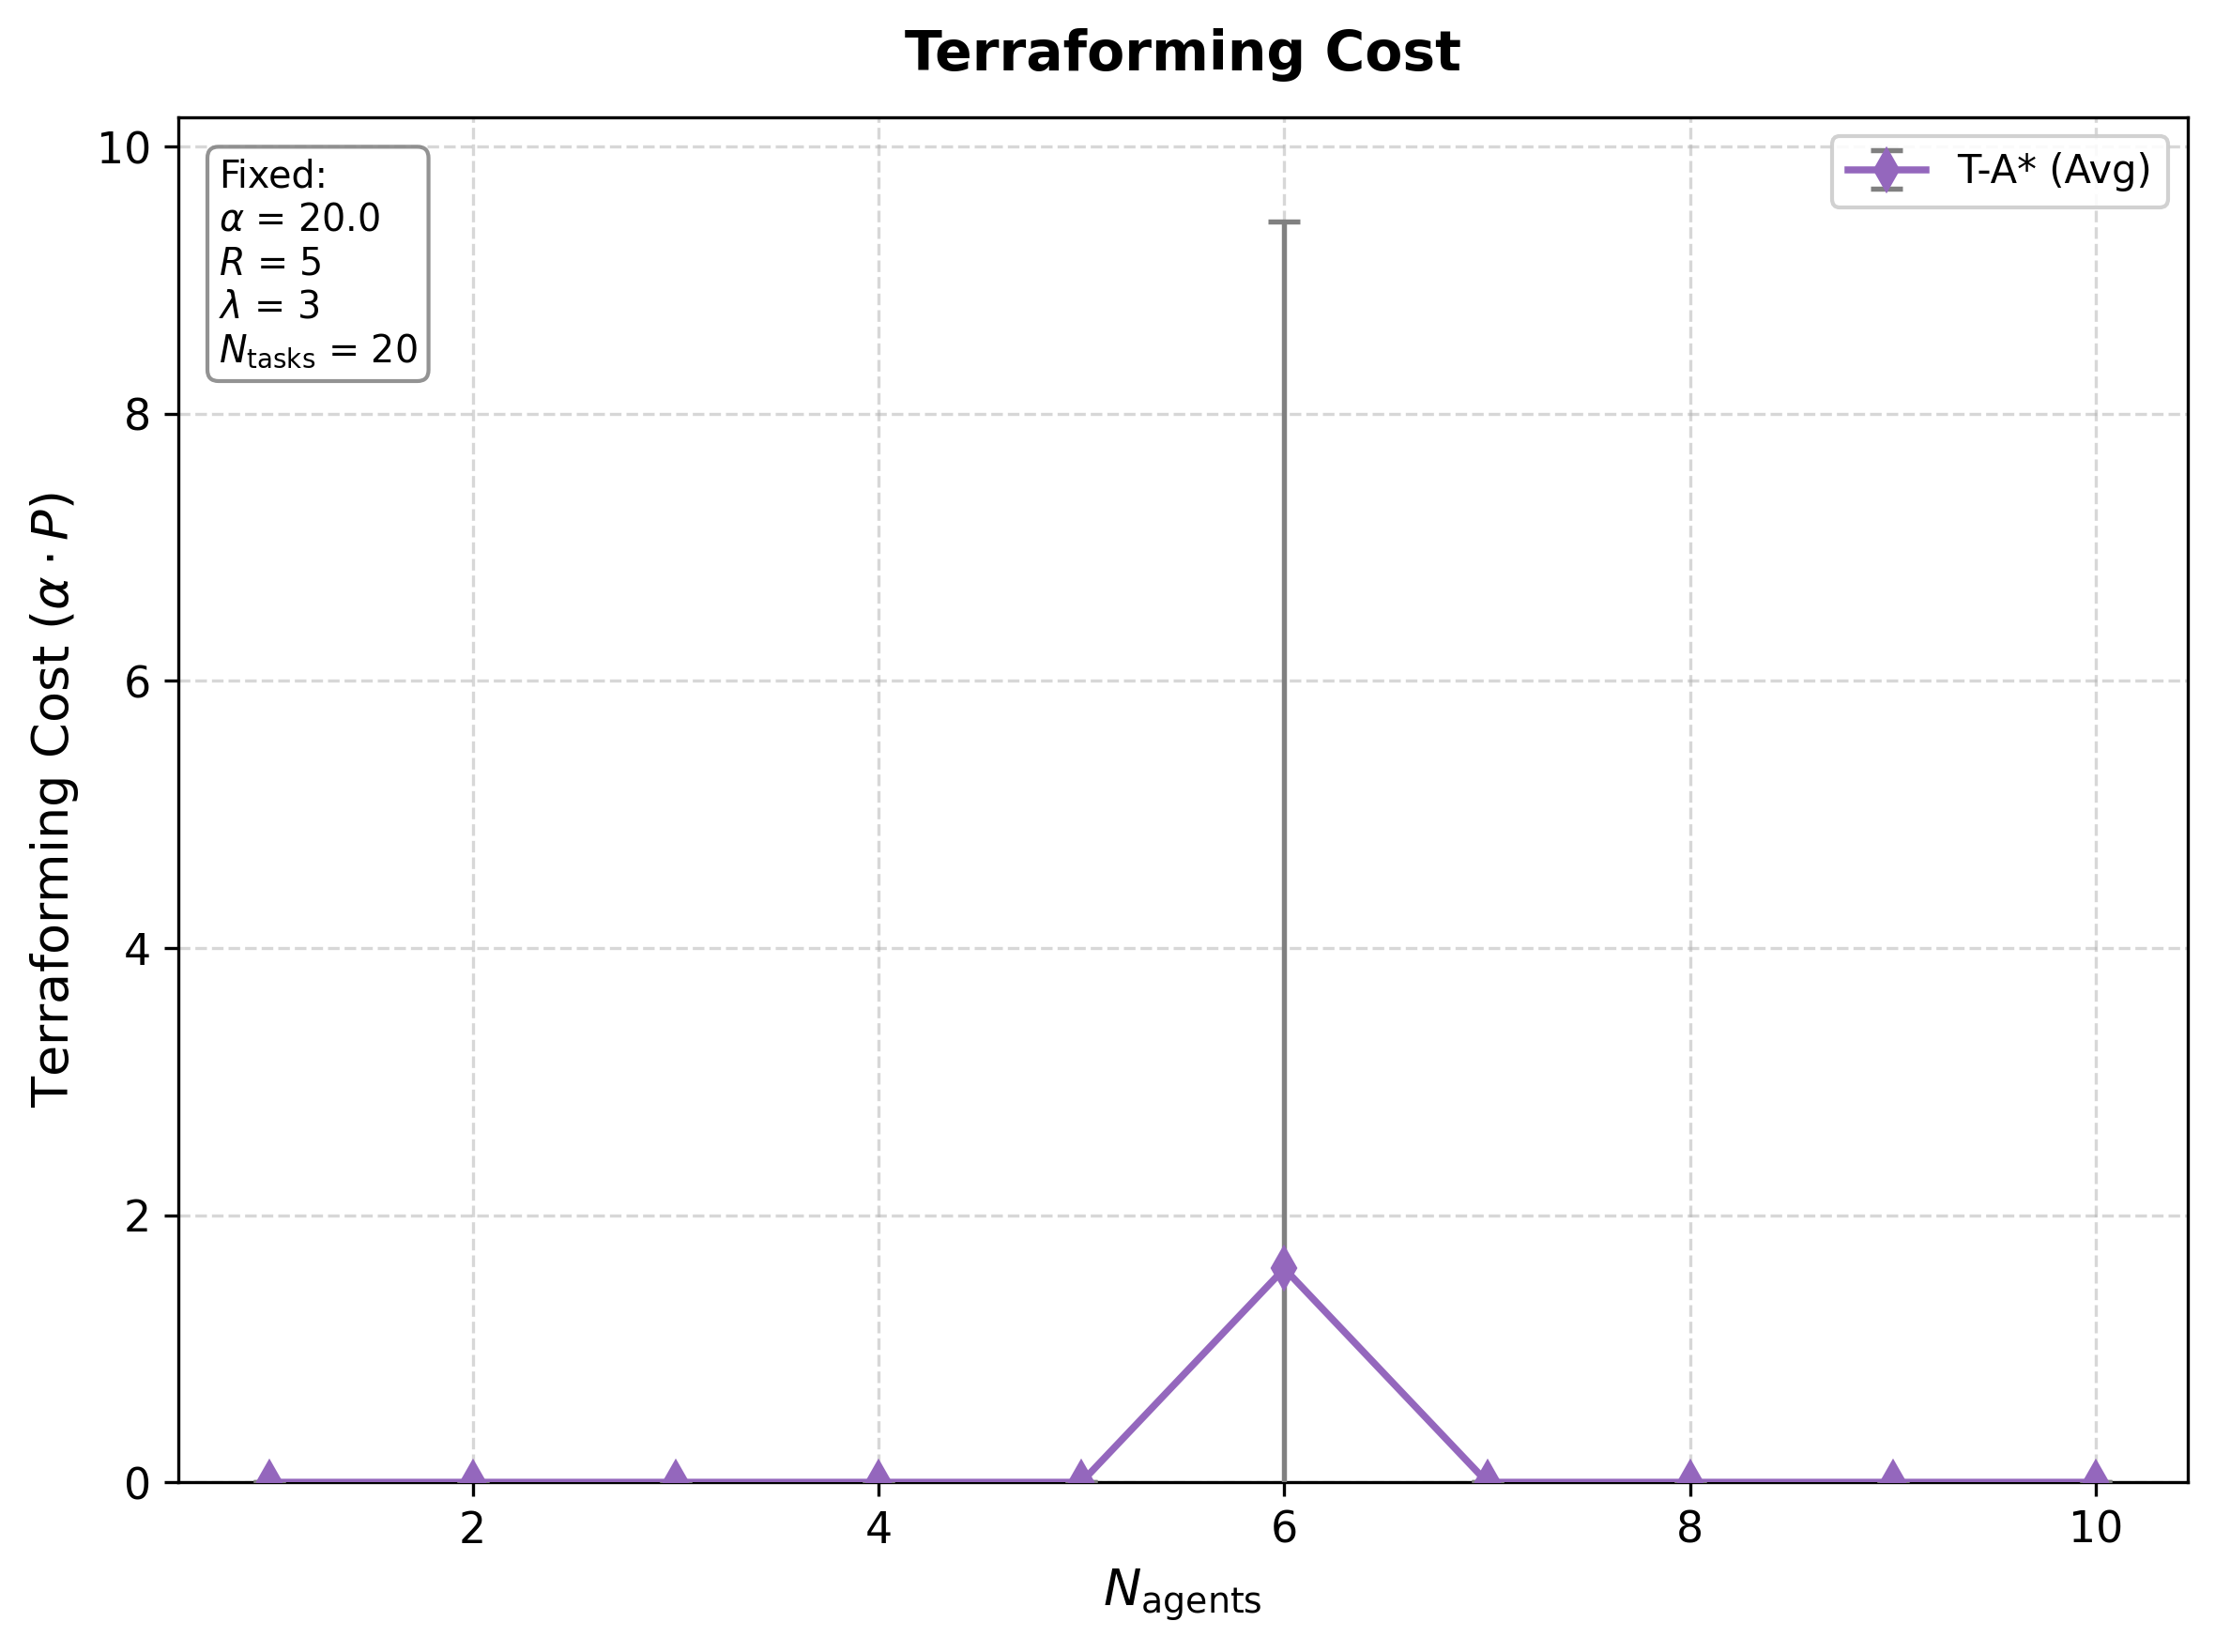 Terraforming Cost
Fixed:
α = 20.0
R = 5
λ = 3
N_tasks = 20
T-A* (Avg)
Terraforming Cost (α · P)
10
8
6
4
2
0
2 4 6 8 10
N_agents